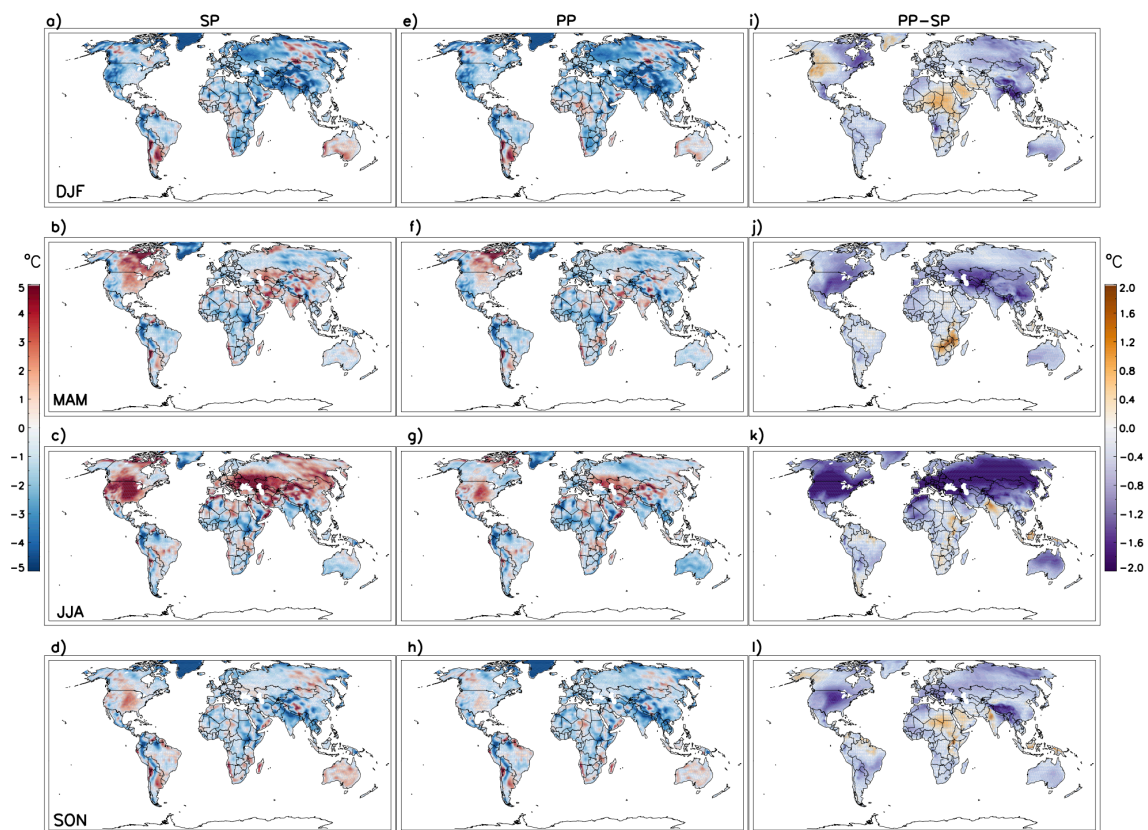 a) SP e) PP i) PP−SP
DJF
b) f) j)
°C °C
5 2.0
4 1.6
3 1.2
2 0.8
1 0.4
0 0.0
−1 −0.4
−2 −0.8
−3 −1.2
−4 −1.6
−5 −2.0
MAM
c) g) k)
JJA
d) h) l)
SON